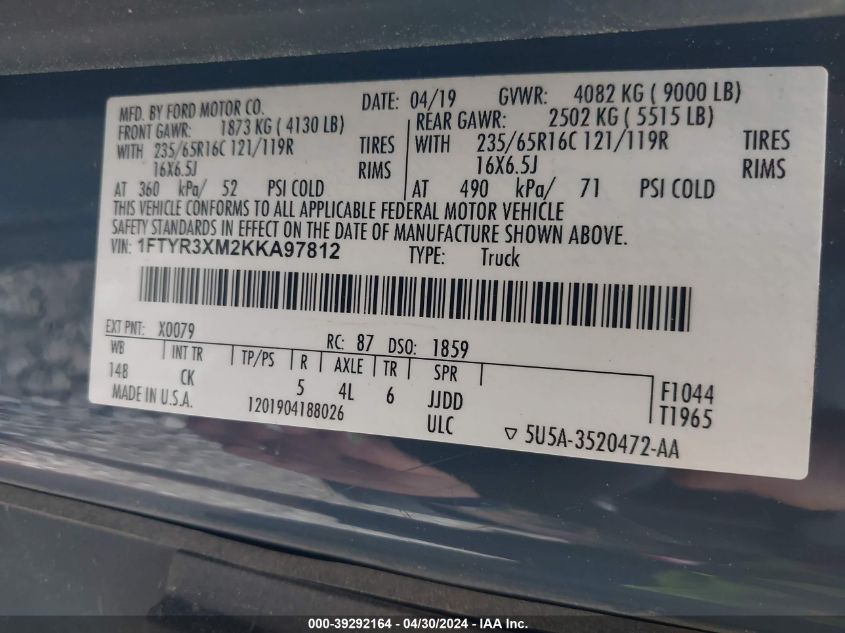 MFD. BY FORD MOTOR CO. DATE: 04/19 GVWR: 4082 KG ( 9000 LB)
FRONT GAWR: 1873 KG ( 4130 LB) REAR GAWR: 2502 KG ( 5515 LB)
WITH 235/65R16C 121/119R TIRES WITH 235/65R16C 121/119R TIRES
16X6.5J RIMS 16X6.5J RIMS
AT 360 kPa/ 52 PSI COLD AT 490 kPa/ 71 PSI COLD
THIS VEHICLE CONFORMS TO ALL APPLICABLE FEDERAL MOTOR VEHICLE
SAFETY STANDARDS IN EFFECT ON THE DATE OF MANUFACTURE SHOWN ABOVE.
VIN: 1FTYR3XM2KKA97812 TYPE: Truck
EXT PNT: X0079 RC: 87 DSO: 1859
WB INT TR TP/PS R AXLE TR SPR
148 CK 5 4L 6 JJDD F1044
MADE IN U.S.A. 1201904188026 ULC T1965
5U5A-3520472-AA
000-39292164 - 04/30/2024 - IAA Inc.